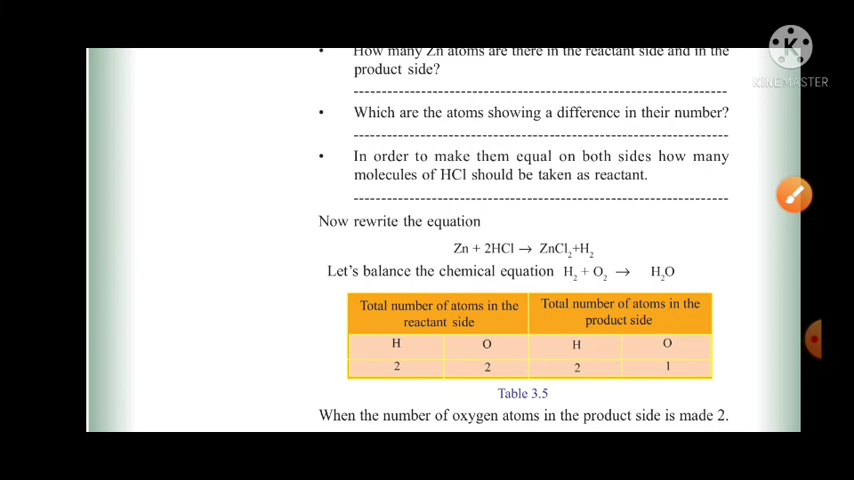 • How many Zn atoms are there in the reactant side and in the
product side?
• Which are the atoms showing a difference in their number?
• In order to make them equal on both sides how many
molecules of HCl should be taken as reactant.
Now rewrite the equation
Zn + 2HCl → ZnCl₂+H₂
Let's balance the chemical equation H₂ + O₂ → H₂O
Total number of atoms in the
reactant side
Total number of atoms in the
product side
H O H O
2 2 2 1
Table 3.5
When the number of oxygen atoms in the product side is made 2.
K
KINEMASTER